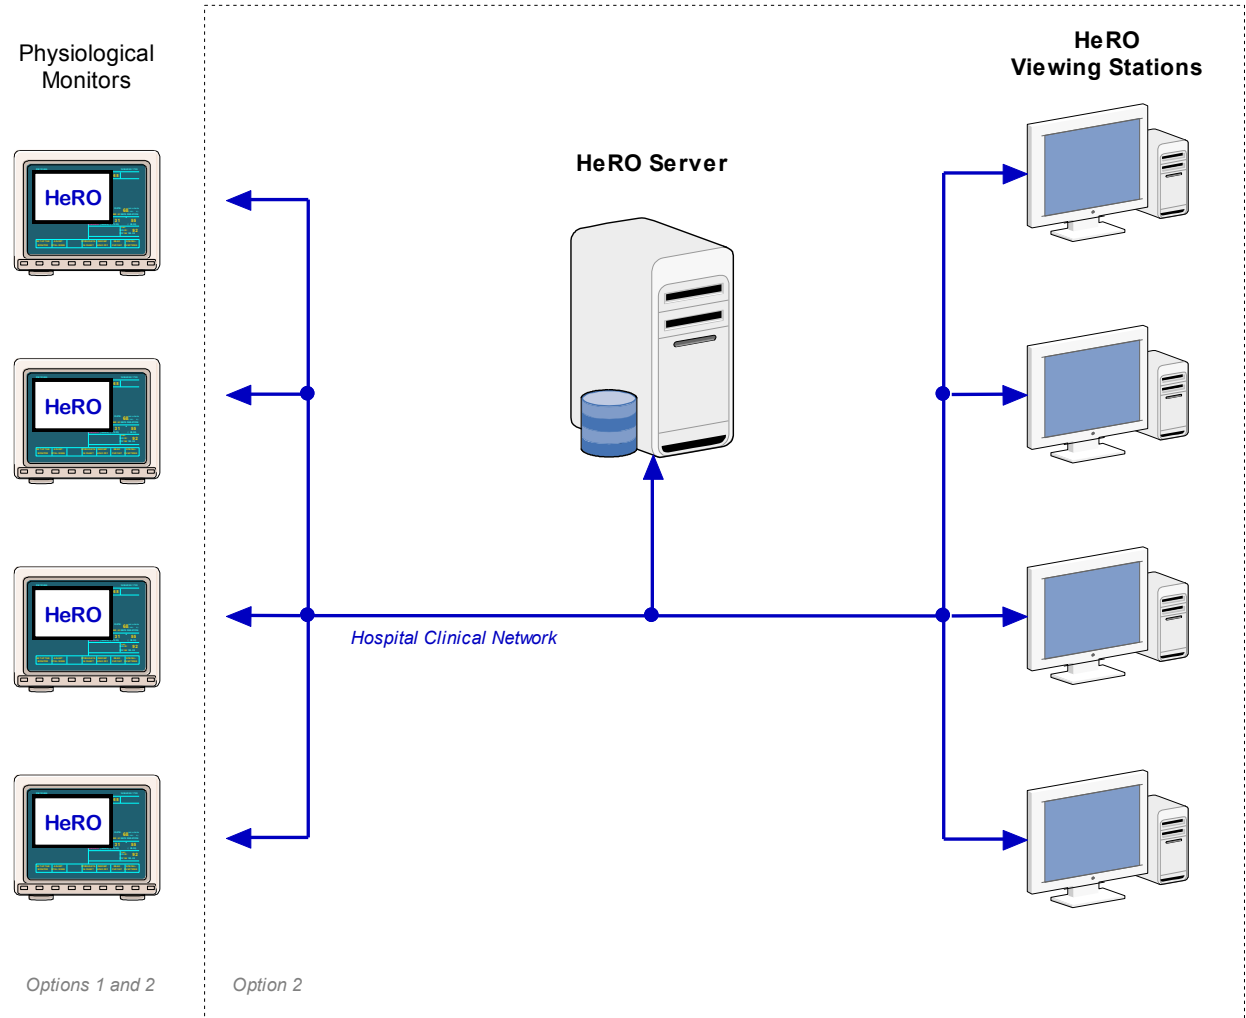 Physiological
Monitors
HeRO
Viewing Stations
HeRO Server
HeRO
HeRO
HeRO
HeRO
Hospital Clinical Network
Options 1 and 2
Option 2